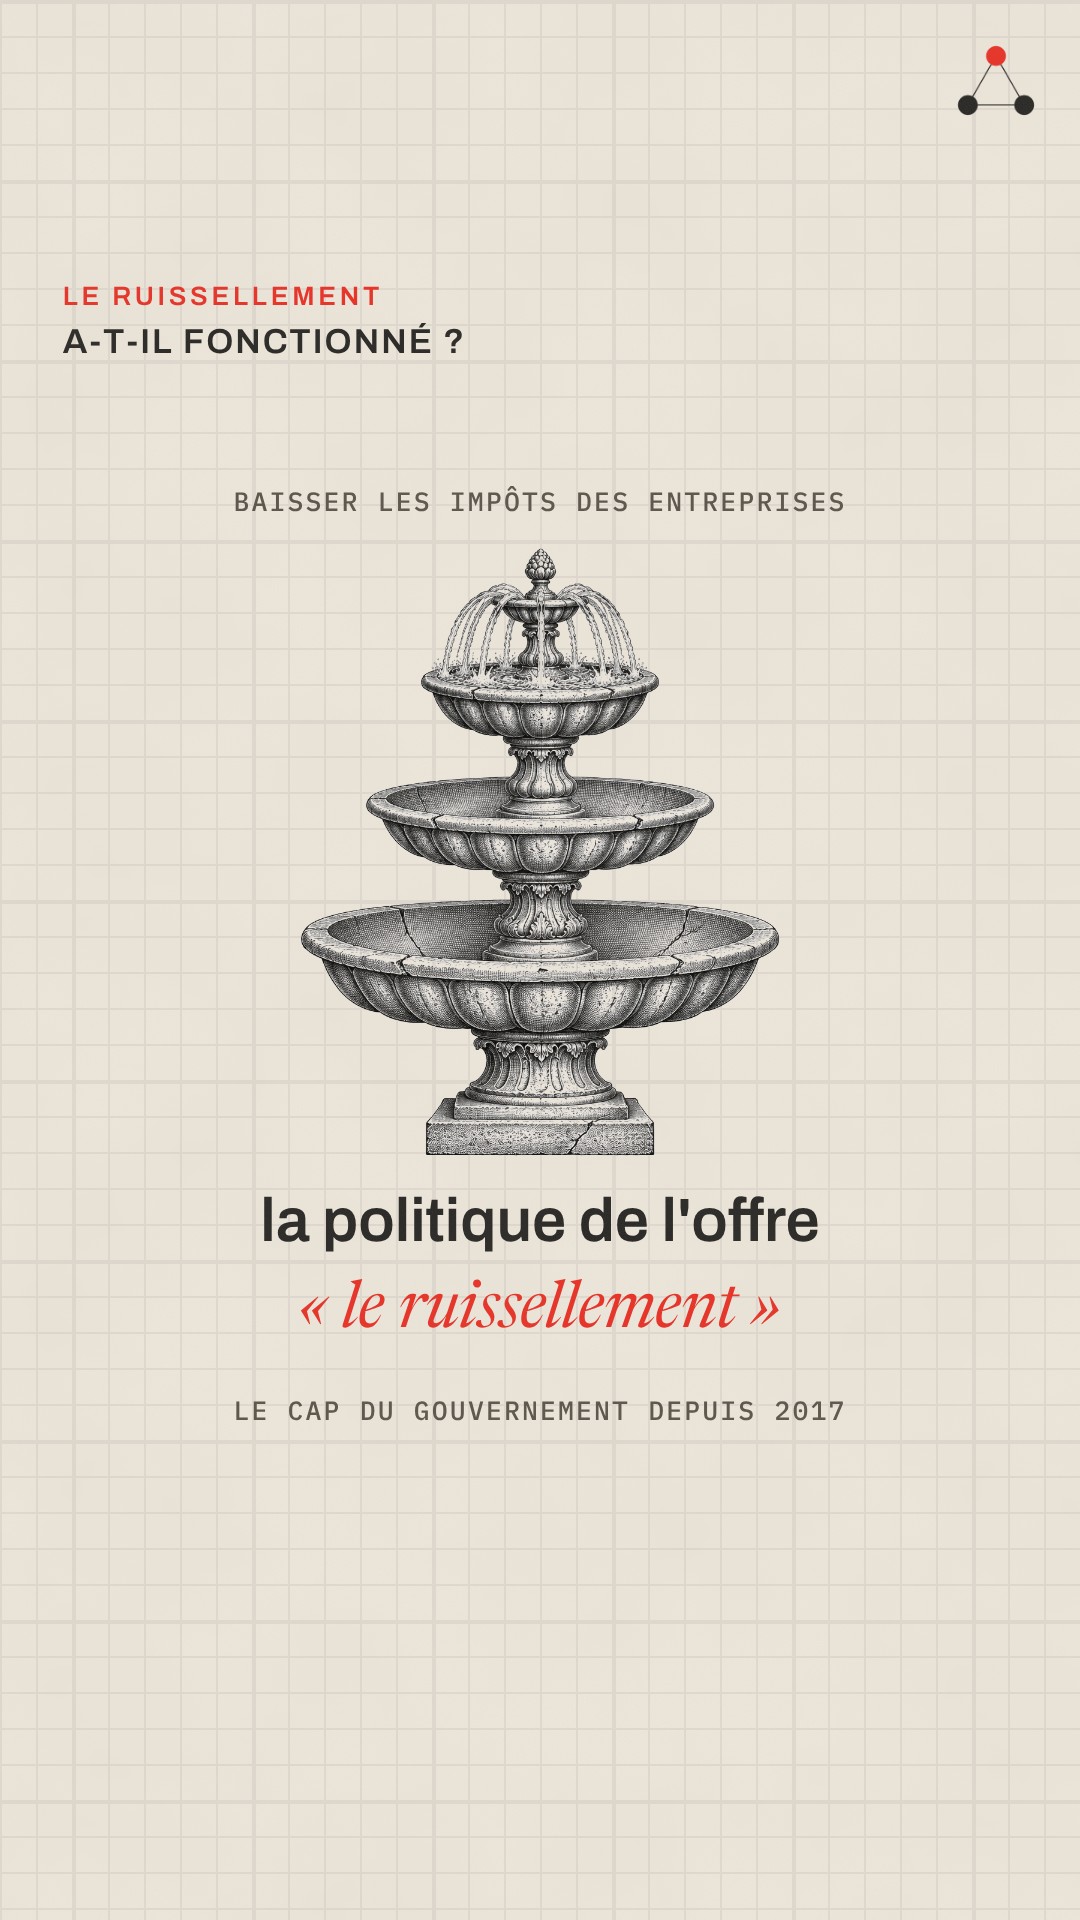 LE RUISSELLEMENT
A-T-IL FONCTIONNÉ ?
BAISSER LES IMPÔTS DES ENTREPRISES
la politique de l'offre
« le ruissellement »
LE CAP DU GOUVERNEMENT DEPUIS 2017